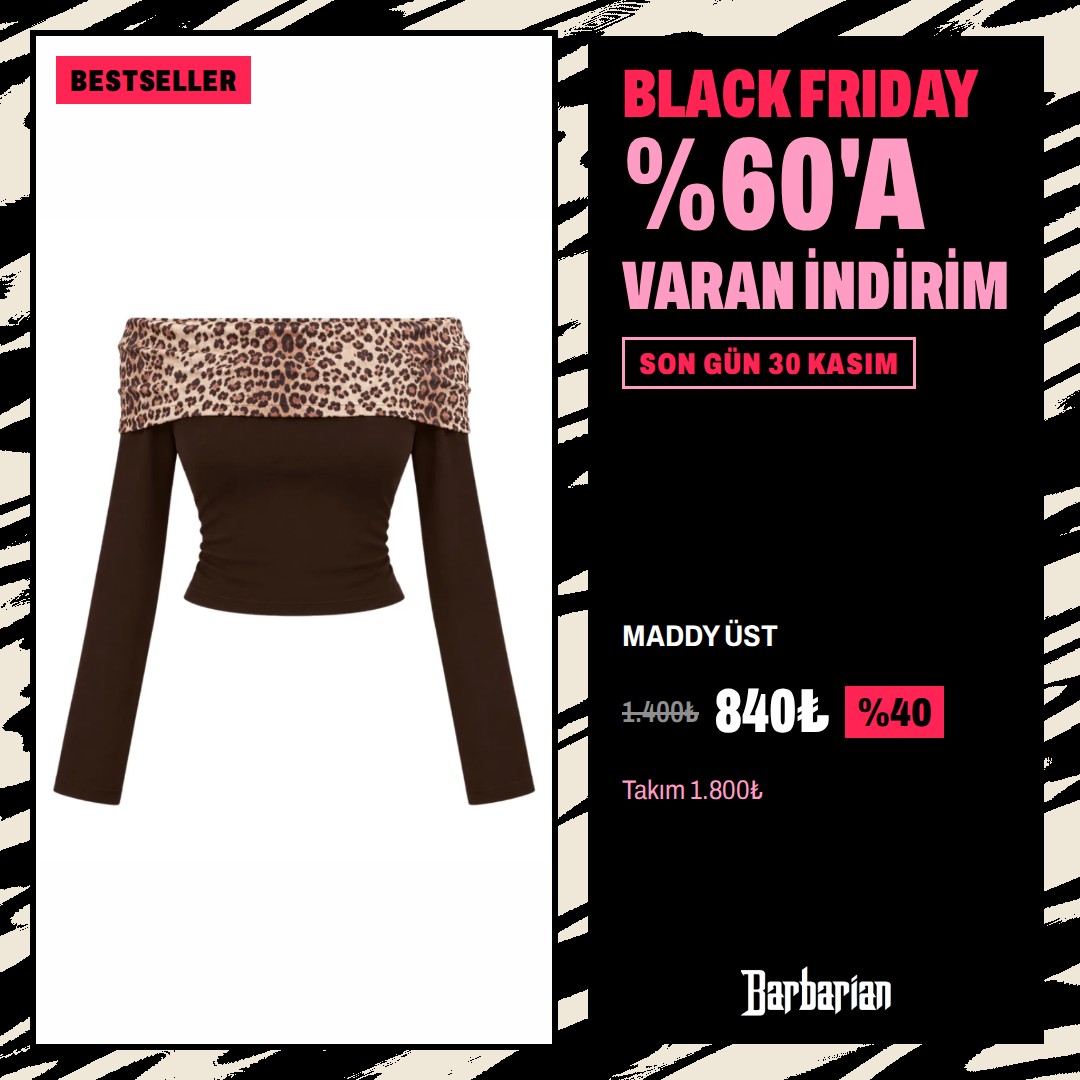 BESTSELLER
BLACK FRIDAY
%60'A
VARAN İNDİRİM
SON GÜN 30 KASIM
MADDY ÜST
1.400₺ 840₺ %40
Takım 1.800₺
Barbarian